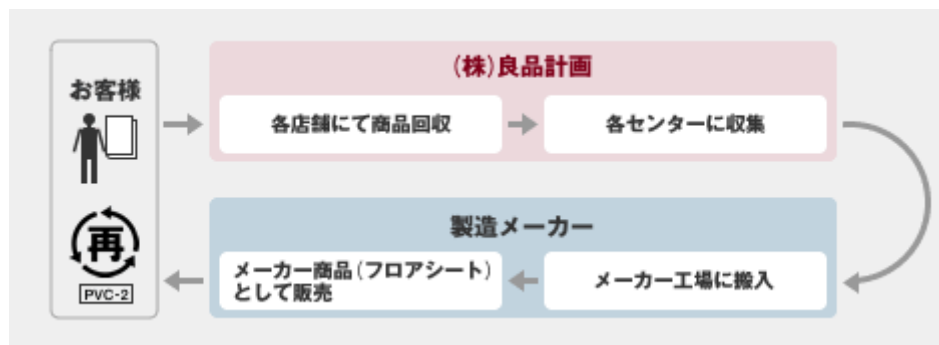 お客様
再
PVC-2
(株)良品計画
各店舗にて商品回収
各センターに収集
製造メーカー
メーカー工場に搬入
メーカー商品(フロアシート)
として販売